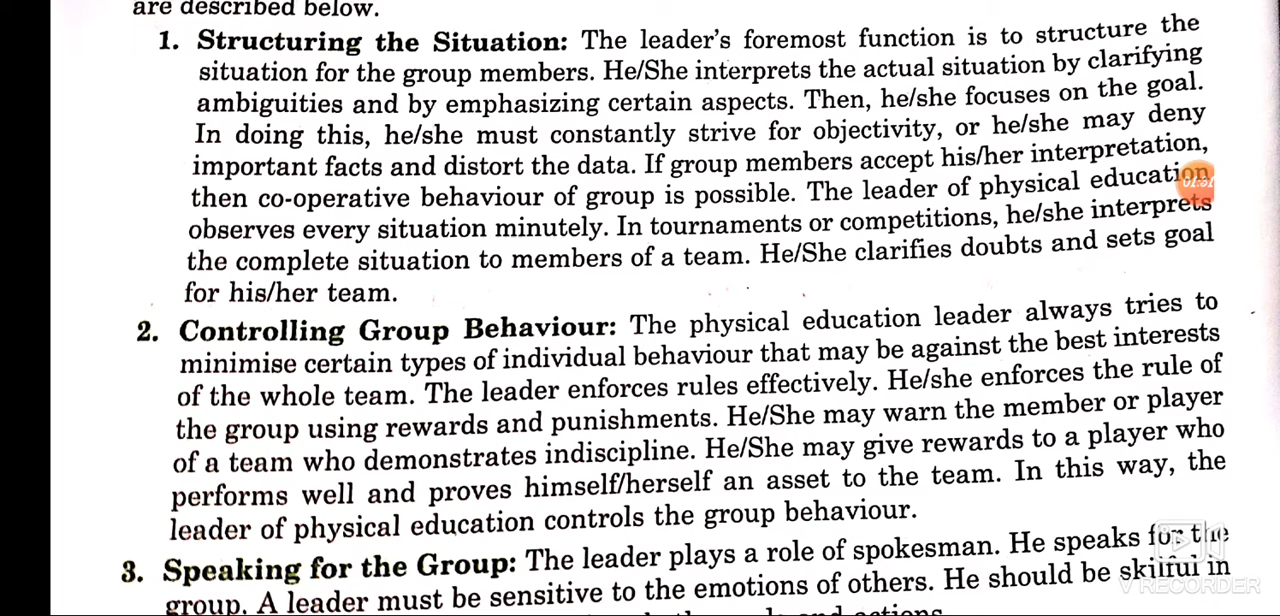 are described below.
1. Structuring the Situation: The leader's foremost function is to structure the
situation for the group members. He/She interprets the actual situation by clarifying
ambiguities and by emphasizing certain aspects. Then, he/she focuses on the goal.
In doing this, he/she must constantly strive for objectivity, or he/she may deny
important facts and distort the data. If group members accept his/her interpretation,
then co-operative behaviour of group is possible. The leader of physical education
observes every situation minutely. In tournaments or competitions, he/she interprets
the complete situation to members of a team. He/She clarifies doubts and sets goal
for his/her team.
2. Controlling Group Behaviour: The physical education leader always tries to
minimise certain types of individual behaviour that may be against the best interests
of the whole team. The leader enforces rules effectively. He/she enforces the rule of
the group using rewards and punishments. He/She may warn the member or player
of a team who demonstrates indiscipline. He/She may give rewards to a player who
performs well and proves himself/herself an asset to the team. In this way, the
leader of physical education controls the group behaviour.
3. Speaking for the Group: The leader plays a role of spokesman. He speaks for the
group. A leader must be sensitive to the emotions of others. He should be skilful in
and actions
V RECORDER